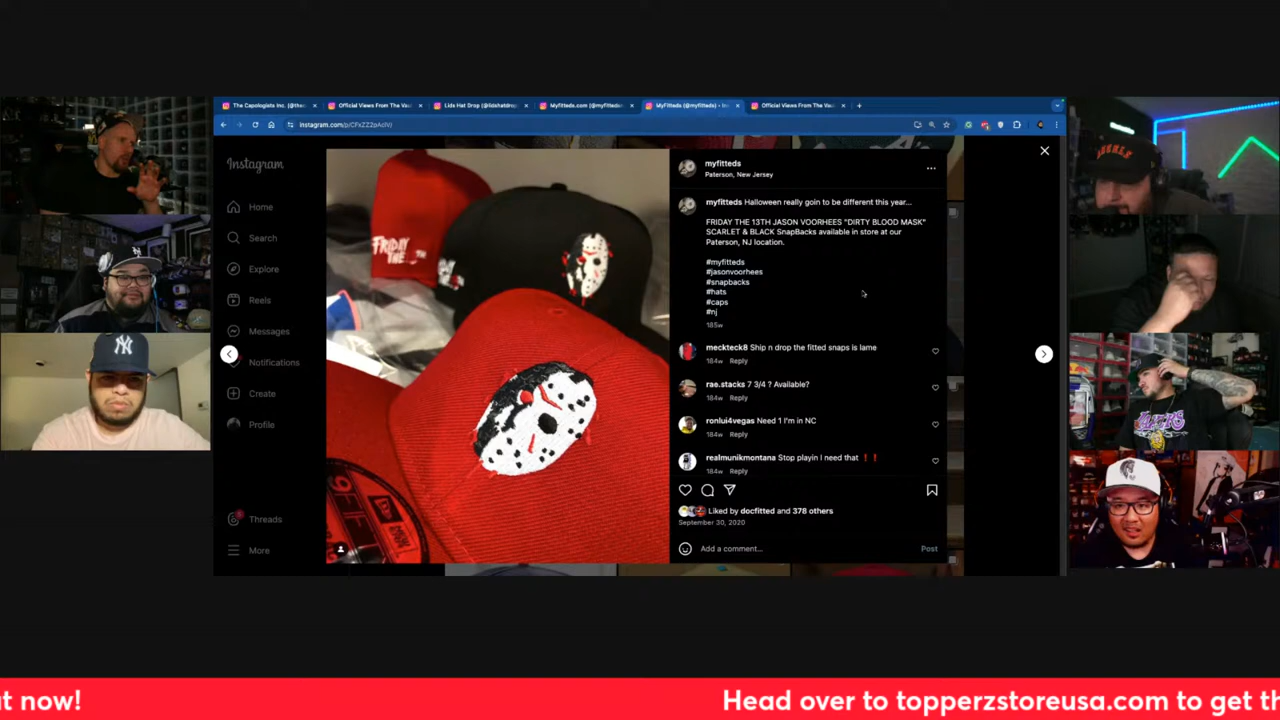 The Capologists Inc. (@the
Official Views From The Vau
Lids Hat Drop (@lidshatdrop
Myfitteds.com (@myfitteds
MyFitteds (@myfitteds) • In
Official Views From The Vau
Instagram
Home
Search
Explore
Reels
Messages
Notifications
Create
Profile
Threads
More
FRIDAY
THE 13TH
myfitteds
Paterson, New Jersey
myfitteds Halloween really goin to be different this year...
FRIDAY THE 13TH JASON VOORHEES "DIRTY BLOOD MASK"
SCARLET & BLACK SnapBacks available in store at our
Paterson, NJ location.
#myfitteds
#jasonvoorhees
#snapbacks
#hats
#caps
#nj
185w
meckteck8 Ship n drop the fitted snaps is lame
184w Reply
rae.stacks 7 3/4 ? Available?
184w Reply
ronlui4vegas Need 1 I'm in NC
184w Reply
realmunikmontana Stop playin I need that ❗❗
184w Reply
Liked by docfitted and 378 others
September 30, 2020
Add a comment...
Post
t now!
Head over to topperzstoreusa.com to get th